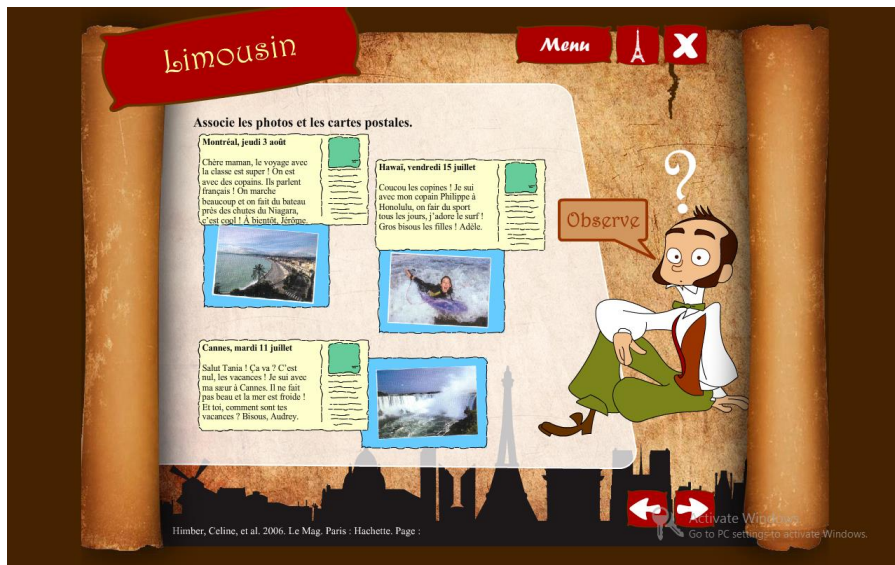 Limousin
Menu
Associe les photos et les cartes postales.
Montréal, jeudi 3 août
Chère maman, le voyage avec
la classe est super ! On est
avec des copains. Ils parlent
français ! On marche
beaucoup et on fait du bateau
près des chutes du Niagara,
c'est cool ! À bientôt, Jérôme.
Hawaï, vendredi 15 juillet
Coucou les copines ! Je sui
avec mon copain Philippe à
Honolulu, on fair du sport
tous les jours, j'adore le surf !
Gros bisous les filles ! Adèle.
Observe
Cannes, mardi 11 juillet
Salut Tania ! Ça va ? C'est
nul, les vacances ! Je sui avec
ma sœur à Cannes. Il ne fait
pas beau et la mer est froide !
Et toi, comment sont tes
vacances ? Bisous, Audrey.
Himber, Celine, et al. 2006. Le Mag. Paris : Hachette. Page :
Activate Windows
Go to PC settings to activate Windows.